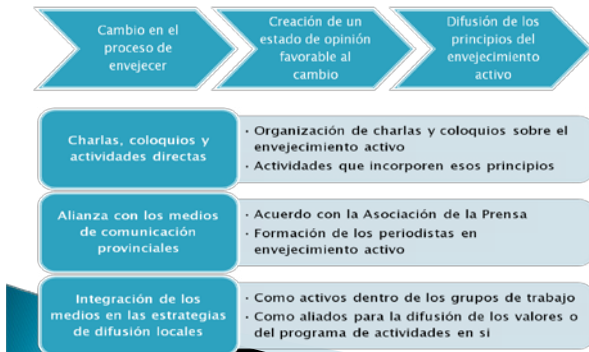 Cambio en el
proceso de
envejecer
Creación de un
estado de opinión
favorable al
cambio
Difusión de los
principios del
envejecimiento
activo
Charlas, coloquios y
actividades directas
· Organización de charlas y coloquios sobre el
envejecimiento activo
· Actividades que incorporen esos principios
Alianza con los medios
de comunicación
provinciales
· Acuerdo con la Asociación de la Prensa
· Formación de los periodistas en
envejecimiento activo
Integración de los
medios en las estrategias
de difusión locales
· Como activos dentro de los grupos de trabajo
· Como aliados para la difusión de los valores o
del programa de actividades en si